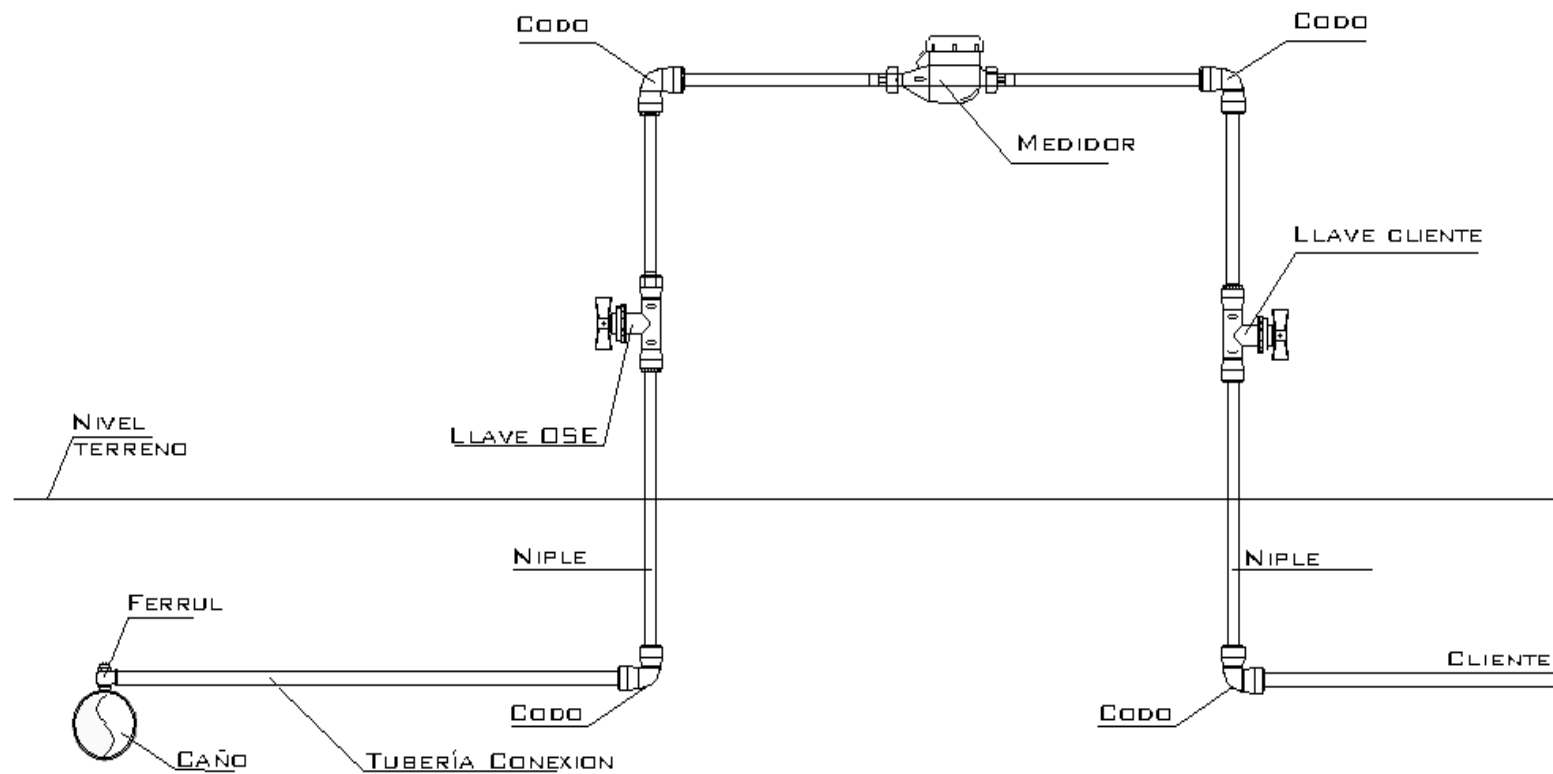 CODO
CODO
MEDIDOR
LLAVE CLIENTE
NIVEL
TERRENO
LLAVE OSE
NIPLE
NIPLE
FERRUL
CLIENTE
CODO
CODO
CAÑO
TUBERÍA CONEXION